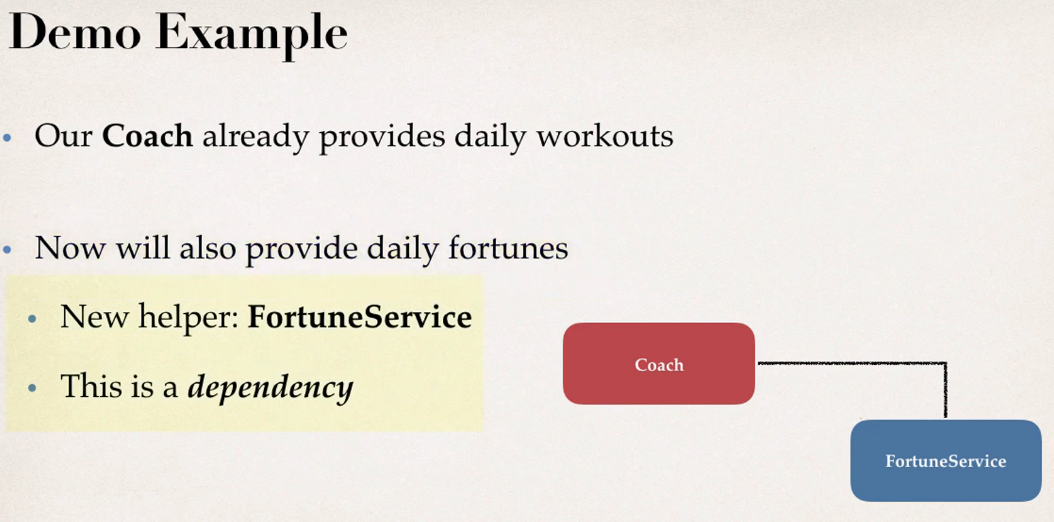 Demo Example
Our Coach already provides daily workouts
Now will also provide daily fortunes
New helper: FortuneService
This is a dependency
Coach
FortuneService